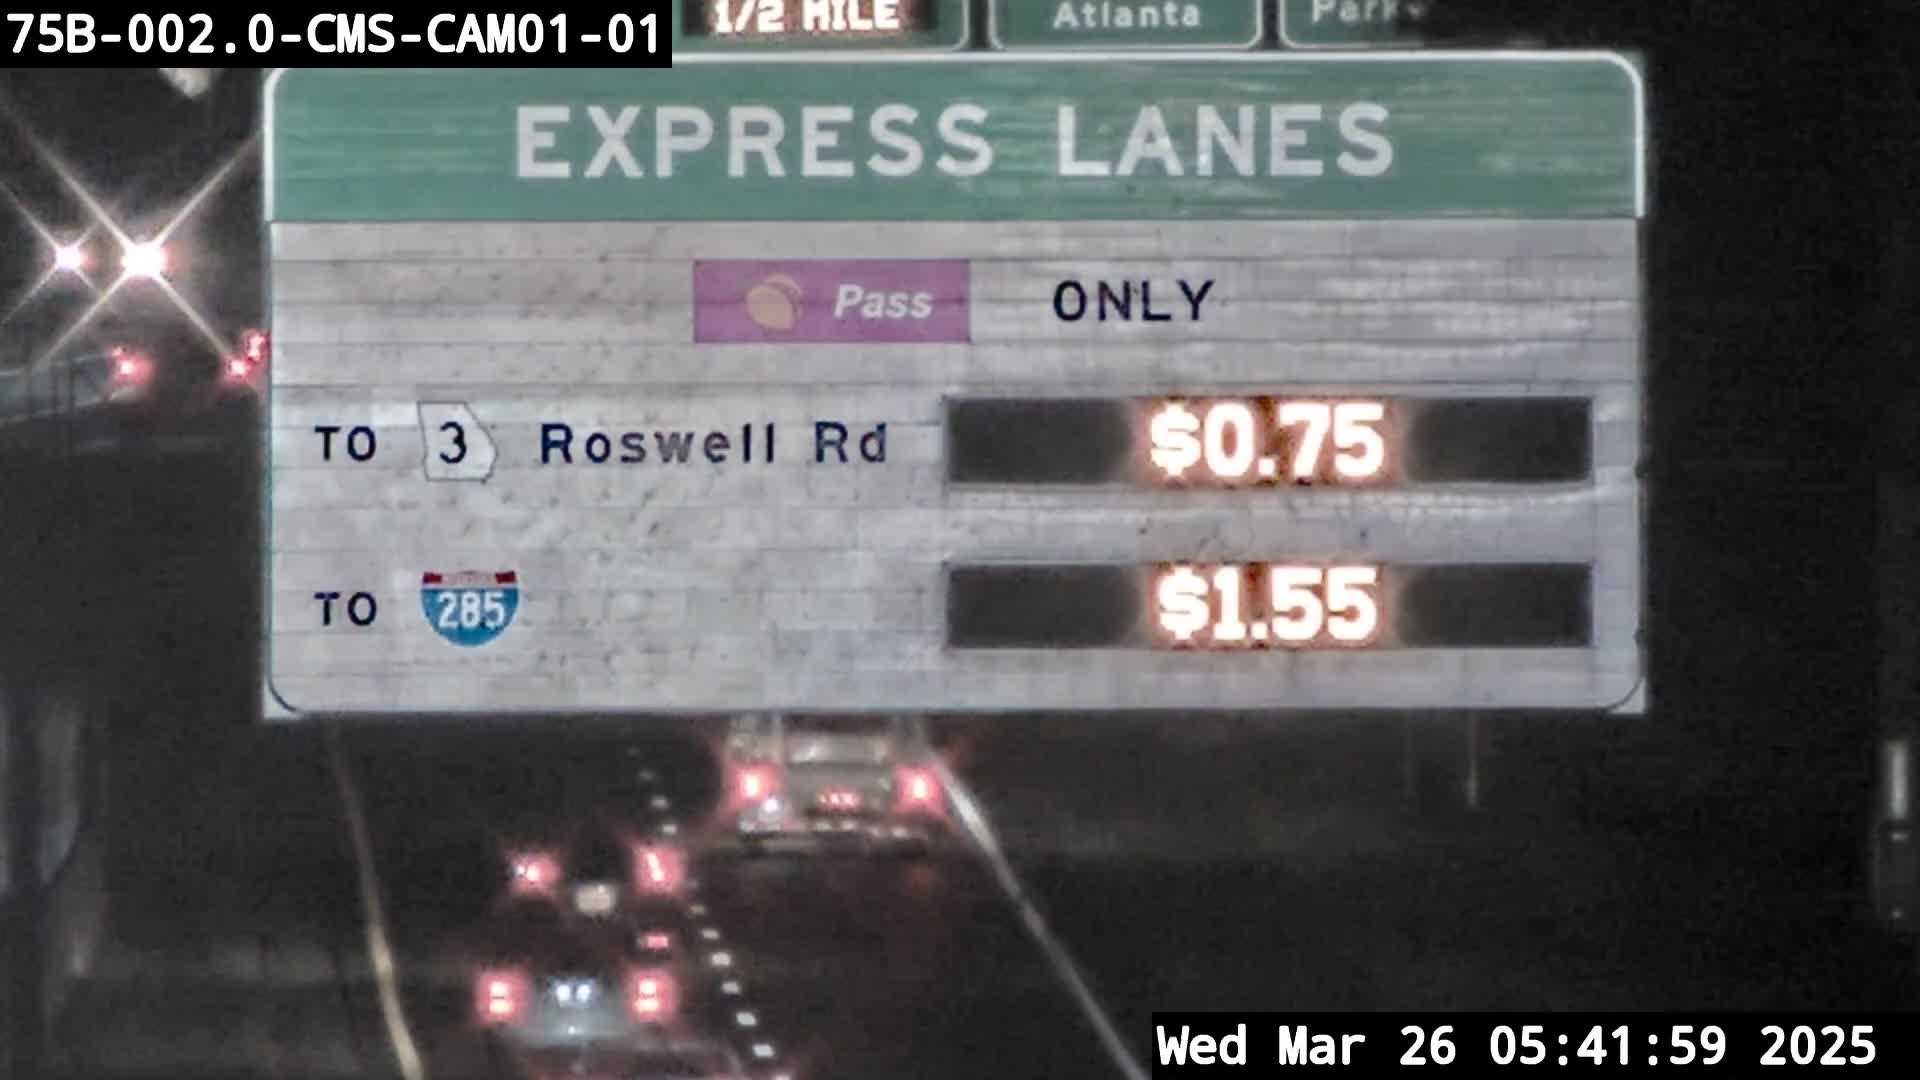 75B-002.0-CMS-CAM01-01
1/2 MILE
Atlanta
EXPRESS LANES
Pass ONLY
TO 3 Roswell Rd $0.75
TO 285 $1.55
Wed Mar 26 05:41:59 2025